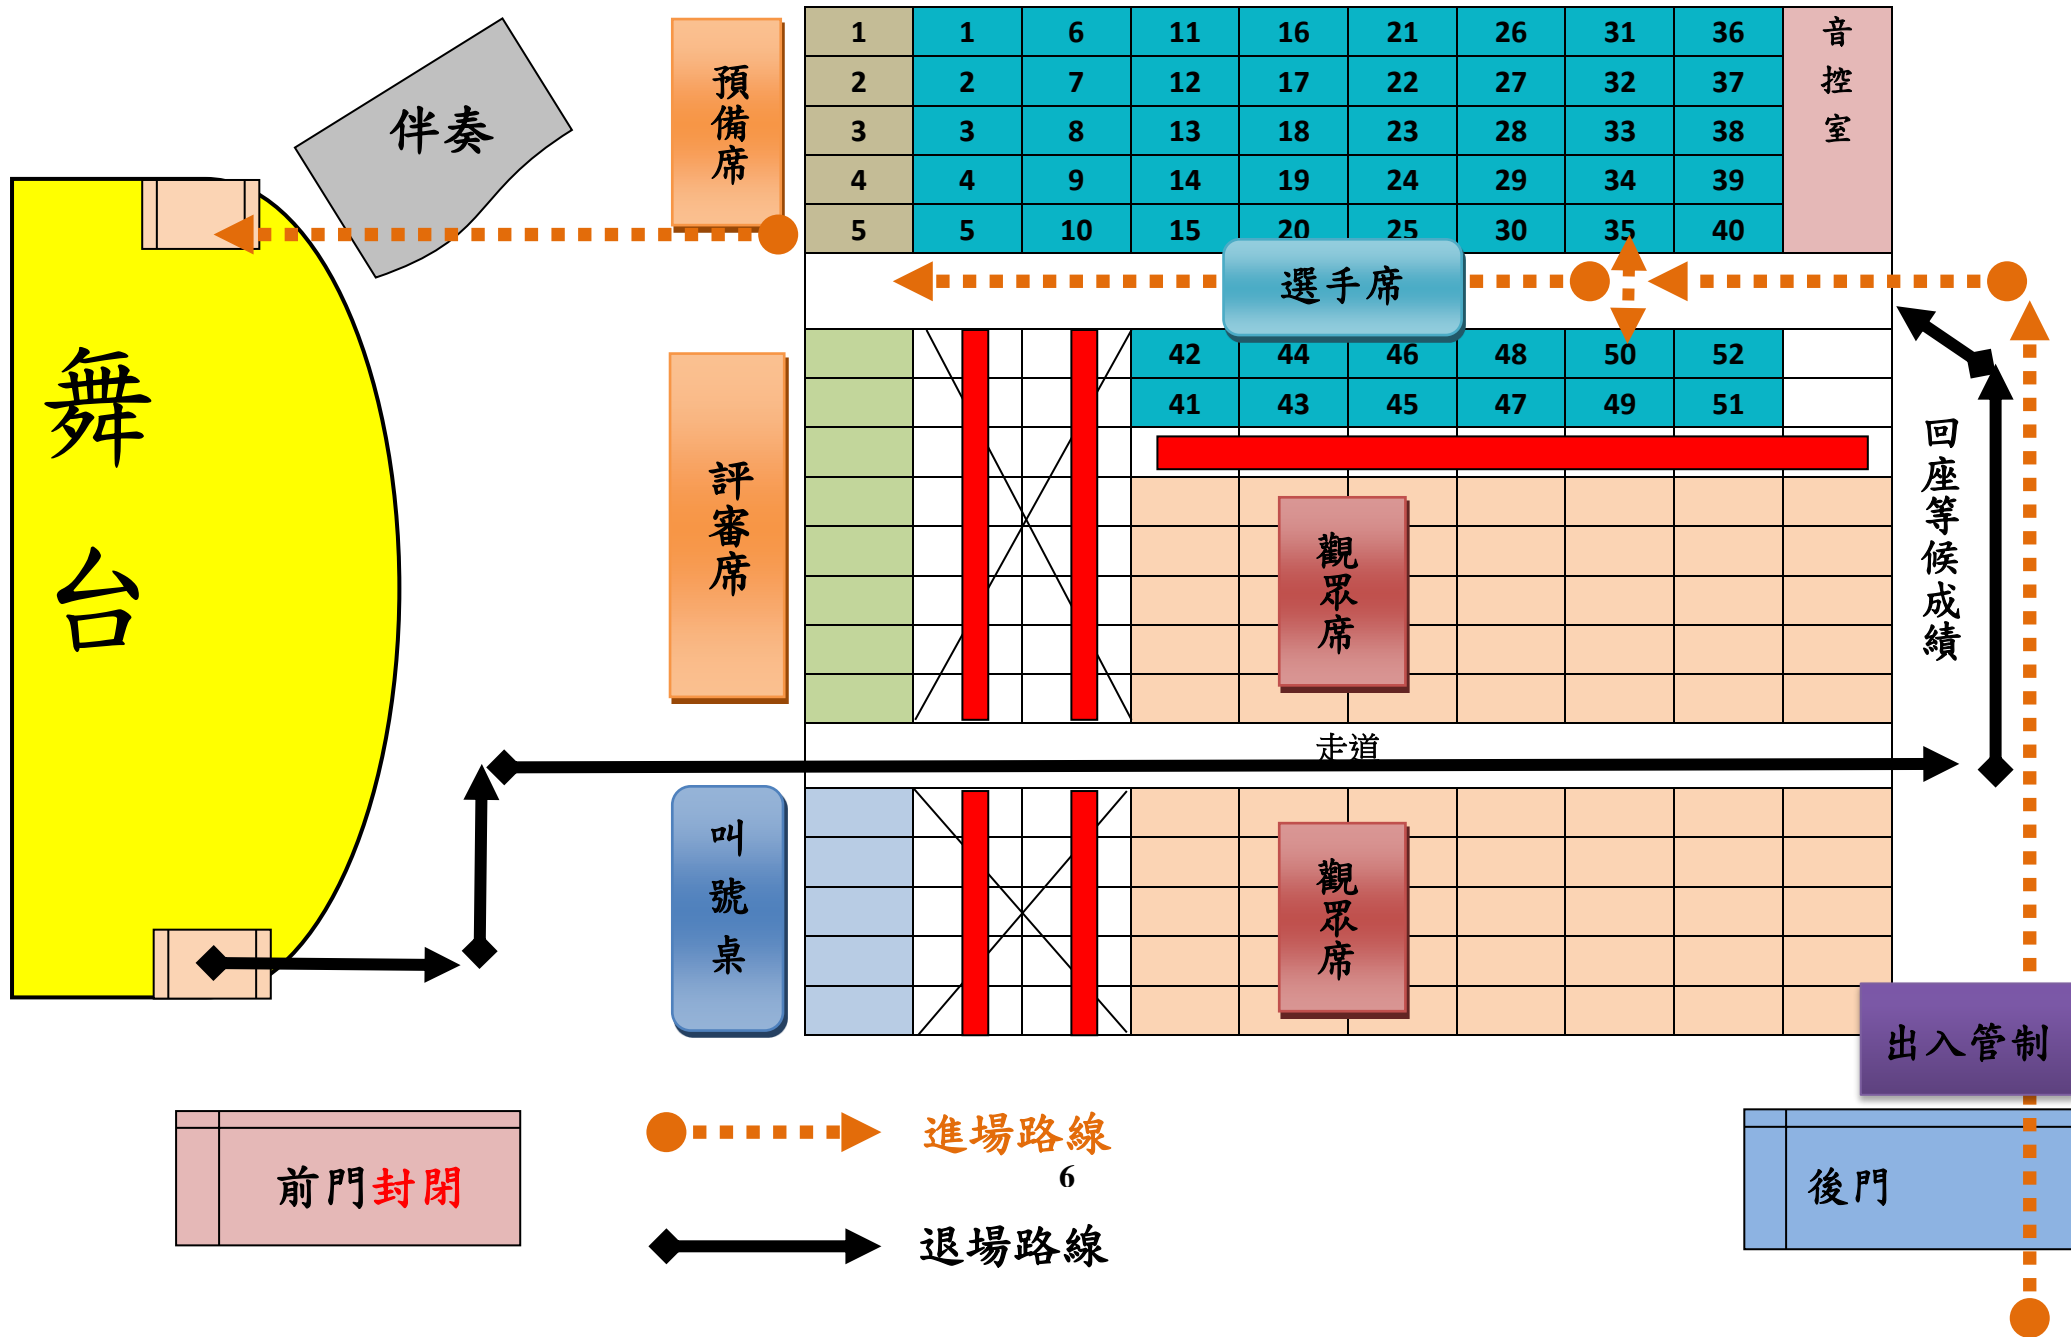 伴奏
預備席
1 1 6 11 16 21 26 31 36
2 2 7 12 17 22 27 32 37
3 3 8 13 18 23 28 33 38
4 4 9 14 19 24 29 34 39
5 5 10 15 20 25 30 35 40
音控室
選手席
舞台
評審席
42 44 46 48 50 52
41 43 45 47 49 51
觀眾席
回座等候成績
走道
叫號桌
觀眾席
出入管制
前門封閉
進場路線
6
退場路線
後門